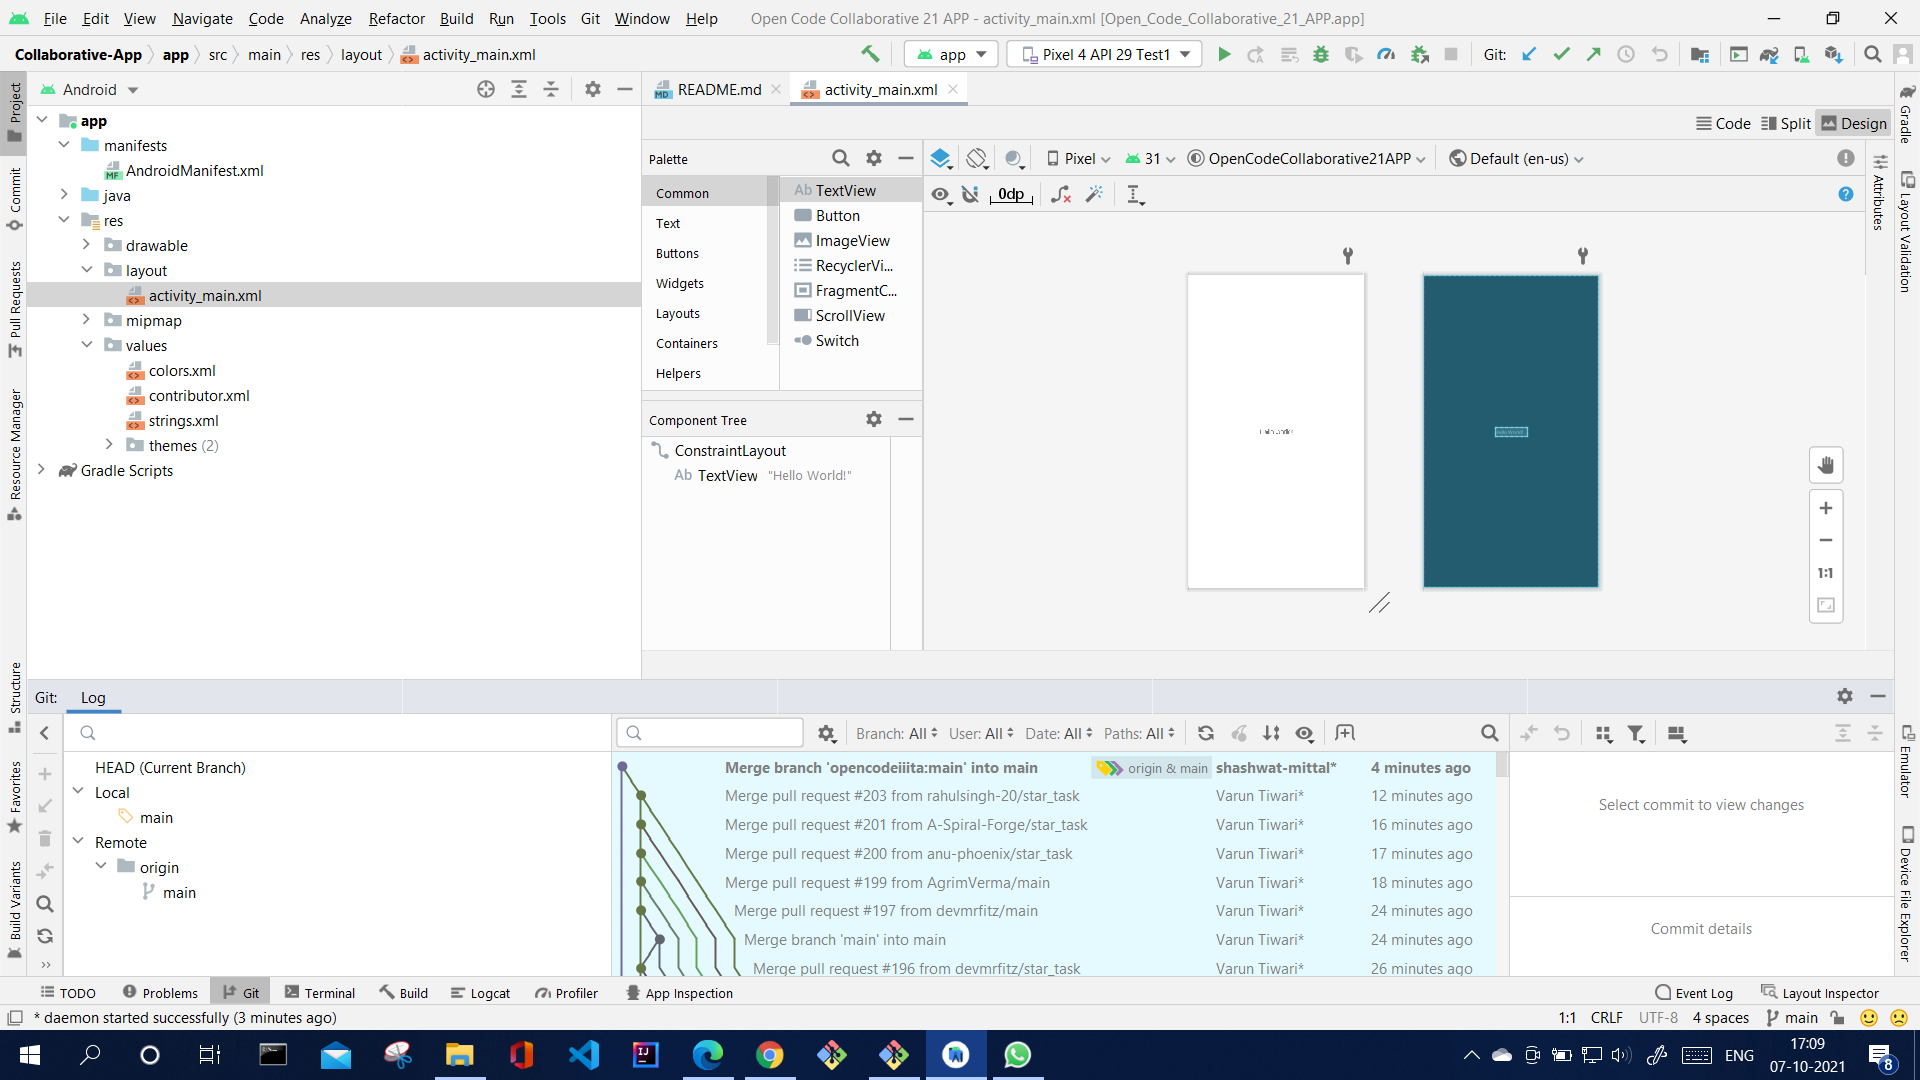 File Edit View Navigate Code Analyze Refactor Build Run Tools Git Window Help Open Code Collaborative 21 APP - activity_main.xml [Open_Code_Collaborative_21_APP.app]
Collaborative-App app src main res layout activity_main.xml app Pixel 4 API 29 Test1 Git:
Project
Commit
Pull Requests
Resource Manager
Structure
Favorites
Build Variants
Android
app
manifests
MF AndroidManifest.xml
java
res
drawable
layout
activity_main.xml
mipmap
values
colors.xml
contributor.xml
strings.xml
themes (2)
Gradle Scripts
MD README.md activity_main.xml
Code Split Design
Palette
Common
Text
Buttons
Widgets
Layouts
Containers
Helpers
Ab TextView
Button
ImageView
RecyclerVi...
FragmentC...
ScrollView
Switch
Component Tree
ConstraintLayout
Ab TextView "Hello World!"
Pixel 31 OpenCodeCollaborative21APP Default (en-us)
0dp
1:1
Attributes
Gradle
Layout Validation
Emulator
Device File Explorer
Git: Log
HEAD (Current Branch)
Local
main
Remote
origin
main
Branch: All User: All Date: All Paths: All
Merge branch 'opencodeiiita:main' into main origin & main shashwat-mittal* 4 minutes ago
Merge pull request #203 from rahulsingh-20/star_task Varun Tiwari* 12 minutes ago
Merge pull request #201 from A-Spiral-Forge/star_task Varun Tiwari* 16 minutes ago
Merge pull request #200 from anu-phoenix/star_task Varun Tiwari* 17 minutes ago
Merge pull request #199 from AgrimVerma/main Varun Tiwari* 18 minutes ago
Merge pull request #197 from devmrfitz/main Varun Tiwari* 24 minutes ago
Merge branch 'main' into main Varun Tiwari* 24 minutes ago
Merge pull request #196 from devmrfitz/star_task Varun Tiwari* 26 minutes ago
Select commit to view changes
Commit details
TODO Problems Git Terminal Build Logcat Profiler App Inspection Event Log Layout Inspector
* daemon started successfully (3 minutes ago) 1:1 CRLF UTF-8 4 spaces main
ENG 17:09
07-10-2021
8